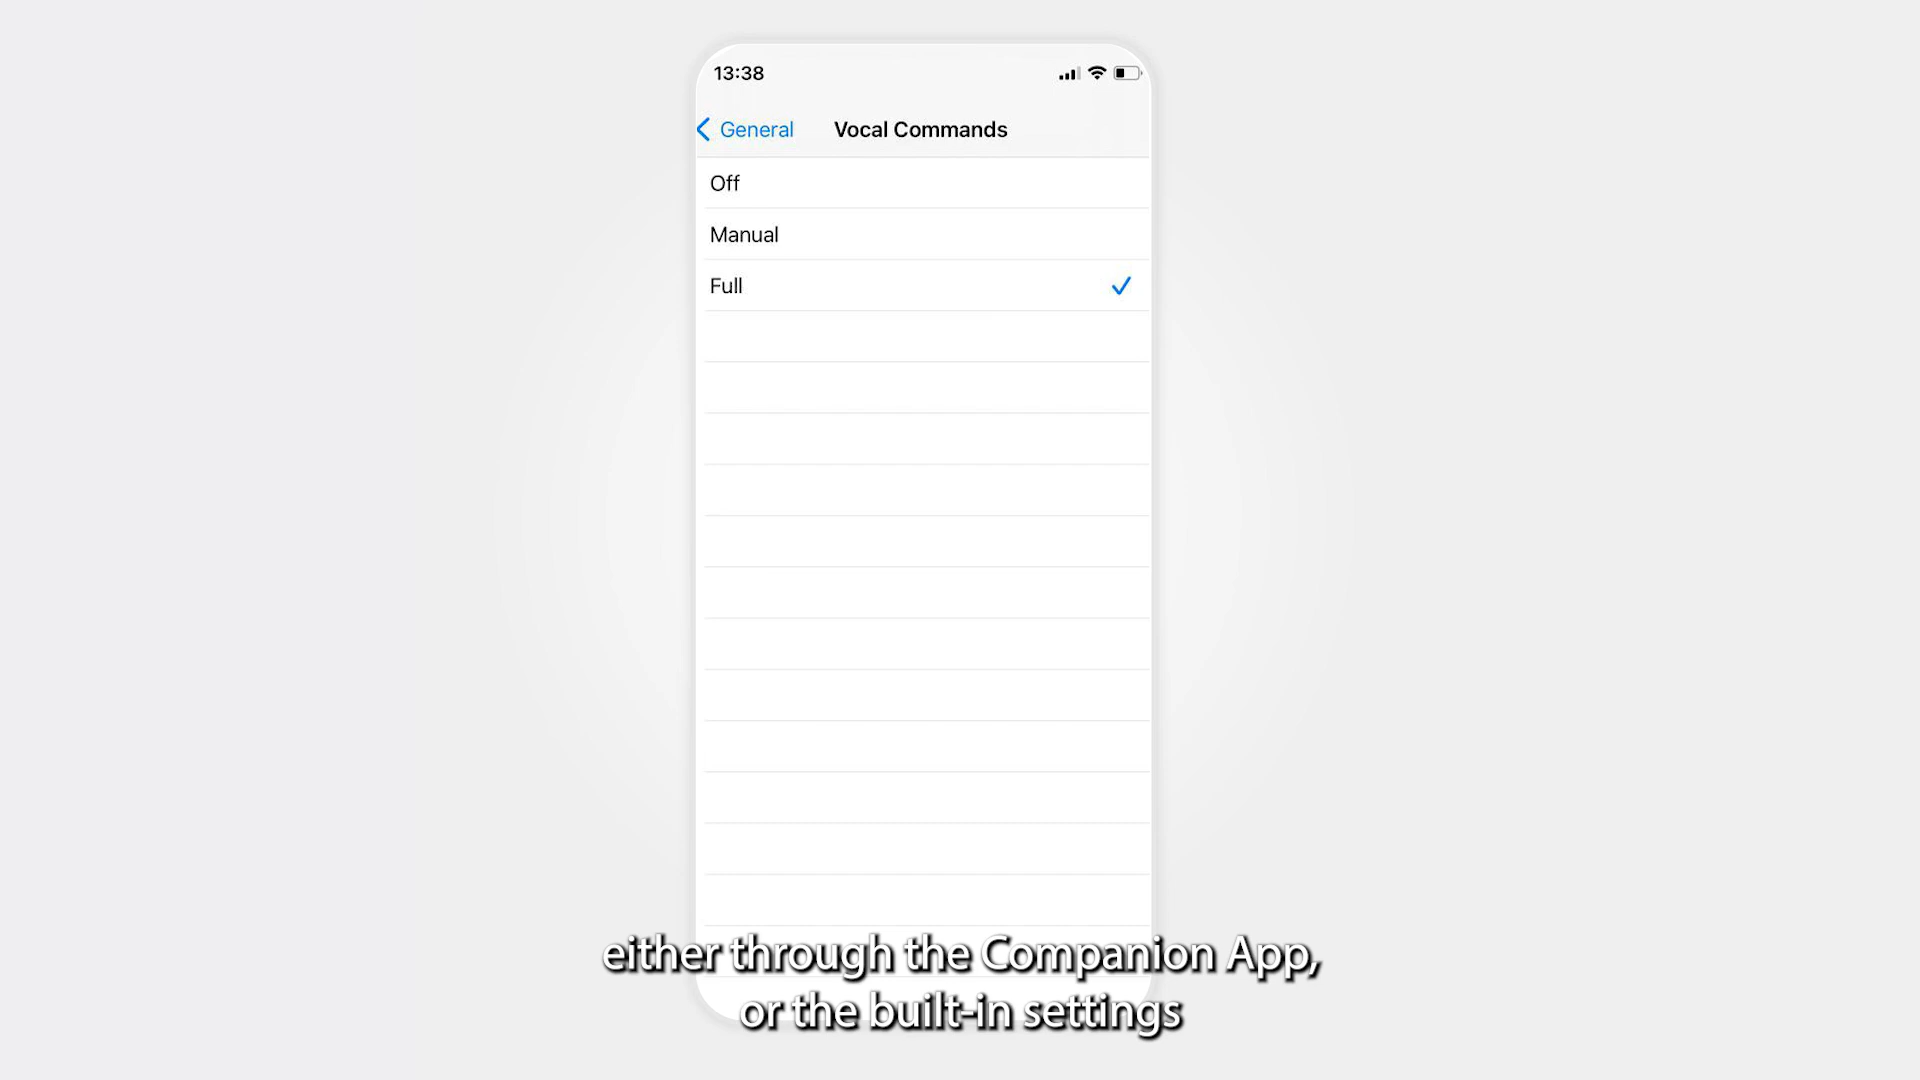 13:38
General
Vocal Commands
Off
Manual
Full
either through the Companion App,
or the built-in settings